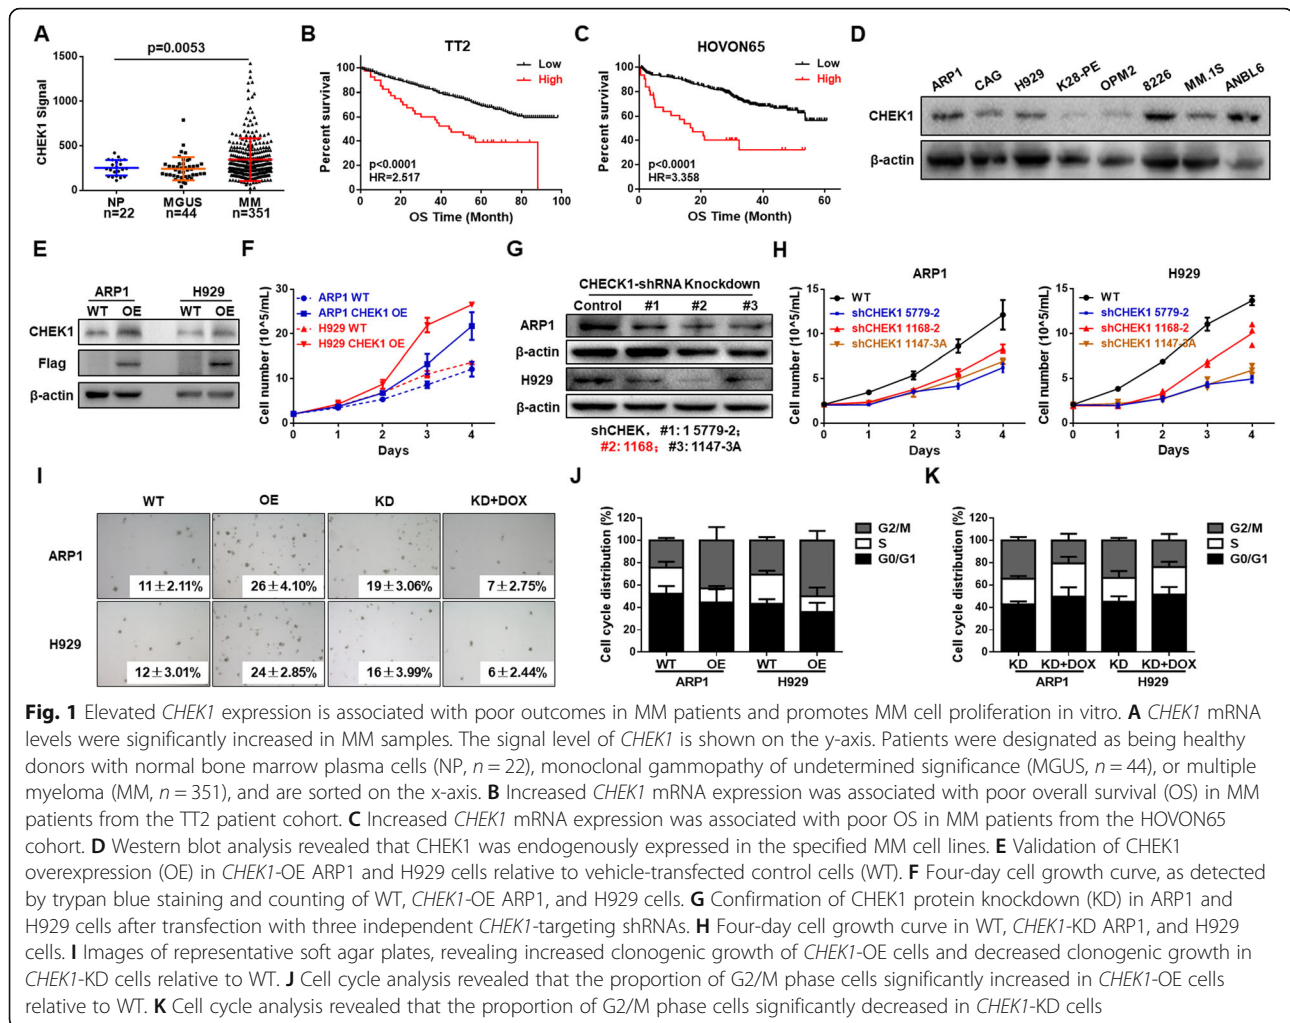 A
p=0.0053
CHEK1 Signal
1500
1000
500
0
NP MGUS MM
n=22 n=44 n=351
B
TT2
Low
High
Percent survival
100
80
60
40
20
0
p<0.0001
HR=2.517
0 20 40 60 80 100
OS Time (Month)
C
HOVON65
Low
High
Percent survival
100
80
60
40
20
0
p<0.0001
HR=3.358
0 20 40 60
OS Time (Month)
D
ARP1 CAG H929 K28-PE OPM2 8226 MM.1S ANBL6
CHEK1
β-actin
E
ARP1 H929
WT OE WT OE
CHEK1
Flag
β-actin
F
Cell number (10^5/mL)
30
20
10
0
ARP1 WT
ARP1 CHEK1 OE
H929 WT
H929 CHEK1 OE
0 1 2 3 4
Days
G
CHECK1-shRNA Knockdown
Control #1 #2 #3
ARP1
β-actin
H929
β-actin
shCHEK, #1: 1 5779-2;
#2: 1168; #3: 1147-3A
H
ARP1
Cell number (10^5/mL)
15
10
5
0
WT
shCHEK1 5779-2
shCHEK1 1168-2
shCHEK1 1147-3A
0 1 2 3 4
Days
H929
Cell number (10^5/mL)
15
10
5
0
WT
shCHEK1 5779-2
shCHEK1 1168-2
shCHEK1 1147-3A
0 1 2 3 4
Days
I
WT OE KD KD+DOX
ARP1
11±2.11% 26±4.10% 19±3.06% 7±2.75%
H929
12±3.01% 24±2.85% 16±3.99% 6±2.44%
J
Cell cycle distribution (%)
120
100
80
60
40
20
0
G2/M
S
G0/G1
WT OE WT OE
ARP1 H929
K
Cell cycle distribution (%)
120
100
80
60
40
20
0
G2/M
S
G0/G1
KD KD+DOX KD KD+DOX
ARP1 H929
Fig. 1 Elevated CHEK1 expression is associated with poor outcomes in MM patients and promotes MM cell proliferation in vitro. A CHEK1 mRNA
levels were significantly increased in MM samples. The signal level of CHEK1 is shown on the y-axis. Patients were designated as being healthy
donors with normal bone marrow plasma cells (NP, n = 22), monoclonal gammopathy of undetermined significance (MGUS, n = 44), or multiple
myeloma (MM, n = 351), and are sorted on the x-axis. B Increased CHEK1 mRNA expression was associated with poor overall survival (OS) in MM
patients from the TT2 patient cohort. C Increased CHEK1 mRNA expression was associated with poor OS in MM patients from the HOVON65
cohort. D Western blot analysis revealed that CHEK1 was endogenously expressed in the specified MM cell lines. E Validation of CHEK1
overexpression (OE) in CHEK1-OE ARP1 and H929 cells relative to vehicle-transfected control cells (WT). F Four-day cell growth curve, as detected
by trypan blue staining and counting of WT, CHEK1-OE ARP1, and H929 cells. G Confirmation of CHEK1 protein knockdown (KD) in ARP1 and
H929 cells after transfection with three independent CHEK1-targeting shRNAs. H Four-day cell growth curve in WT, CHEK1-KD ARP1, and H929
cells. I Images of representative soft agar plates, revealing increased clonogenic growth of CHEK1-OE cells and decreased clonogenic growth in
CHEK1-KD cells relative to WT. J Cell cycle analysis revealed that the proportion of G2/M phase cells significantly increased in CHEK1-OE cells
relative to WT. K Cell cycle analysis revealed that the proportion of G2/M phase cells significantly decreased in CHEK1-KD cells